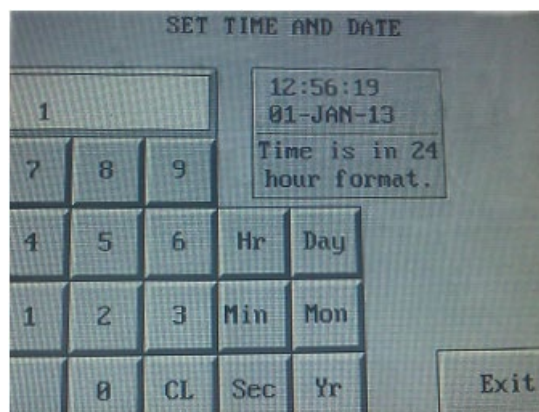 SET TIME AND DATE
12:56:19
01-JAN-13
Time is in 24
hour format.
1
7 8 9
4 5 6 Hr Day
1 2 3 Min Mon
0 CL Sec Yr
Exit